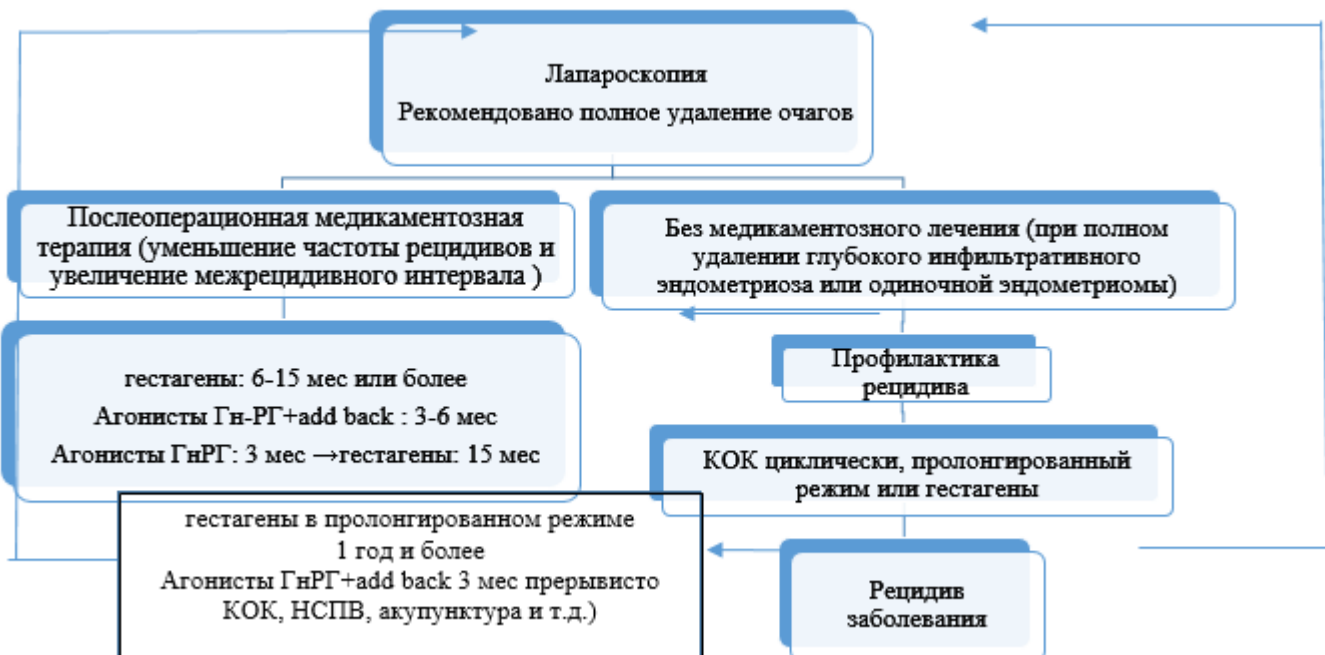 Лапароскопия
Рекомендовано полное удаление очагов
Послеоперационная медикаментозная
терапия (уменьшение частоты рецидивов и
увеличение межрецидивного интервала )
Без медикаментозного лечения (при полном
удалении глубокого инфильтративного
эндометриоза или одиночной эндометриомы)
гестагены: 6-15 мес или более
Агонисты Гн-РГ+add back : 3-6 мес
Агонисты ГнРГ: 3 мес →гестагены: 15 мес
Профилактика
рецидива
КОК циклически, пролонгированный
режим или гестагены
гестагены в пролонгированном режиме
1 год и более
Агонисты ГнРГ+add back 3 мес прерывисто
КОК, НСПВ, акупунктура и т.д.)
Рецидив
заболевания